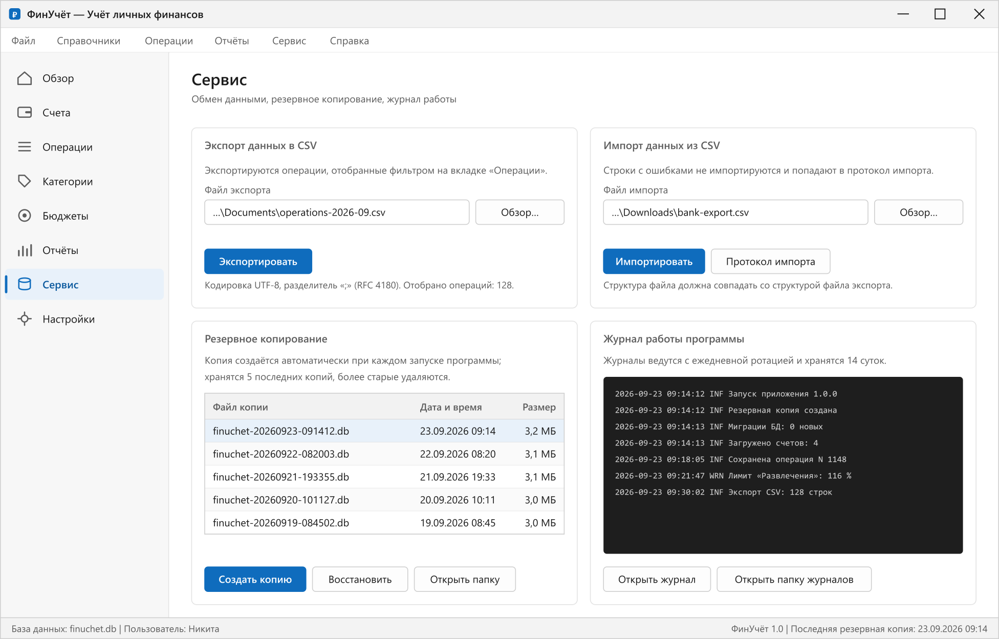 ₽ ФинУчёт — Учёт личных финансов
Файл Справочники Операции Отчёты Сервис Справка
Обзор
Счета
Операции
Категории
Бюджеты
Отчёты
Сервис
Настройки
Сервис
Обмен данными, резервное копирование, журнал работы
Экспорт данных в CSV
Экспортируются операции, отобранные фильтром на вкладке «Операции».
Файл экспорта
...\Documents\operations-2026-09.csv Обзор...
Экспортировать
Кодировка UTF-8, разделитель «;» (RFC 4180). Отобрано операций: 128.
Импорт данных из CSV
Строки с ошибками не импортируются и попадают в протокол импорта.
Файл импорта
...\Downloads\bank-export.csv Обзор...
Импортировать Протокол импорта
Структура файла должна совпадать со структурой файла экспорта.
Резервное копирование
Копия создаётся автоматически при каждом запуске программы;
хранятся 5 последних копий, более старые удаляются.
Файл копии Дата и время Размер
finuchet-20260923-091412.db 23.09.2026 09:14 3,2 МБ
finuchet-20260922-082003.db 22.09.2026 08:20 3,1 МБ
finuchet-20260921-193355.db 21.09.2026 19:33 3,1 МБ
finuchet-20260920-101127.db 20.09.2026 10:11 3,0 МБ
finuchet-20260919-084502.db 19.09.2026 08:45 3,0 МБ
Создать копию Восстановить Открыть папку
Журнал работы программы
Журналы ведутся с ежедневной ротацией и хранятся 14 суток.
2026-09-23 09:14:12 INF Запуск приложения 1.0.0
2026-09-23 09:14:12 INF Резервная копия создана
2026-09-23 09:14:13 INF Миграции БД: 0 новых
2026-09-23 09:14:13 INF Загружено счетов: 4
2026-09-23 09:18:05 INF Сохранена операция N 1148
2026-09-23 09:21:47 WRN Лимит «Развлечения»: 116 %
2026-09-23 09:30:02 INF Экспорт CSV: 128 строк
Открыть журнал Открыть папку журналов
База данных: finuchet.db | Пользователь: Никита
ФинУчёт 1.0 | Последняя резервная копия: 23.09.2026 09:14